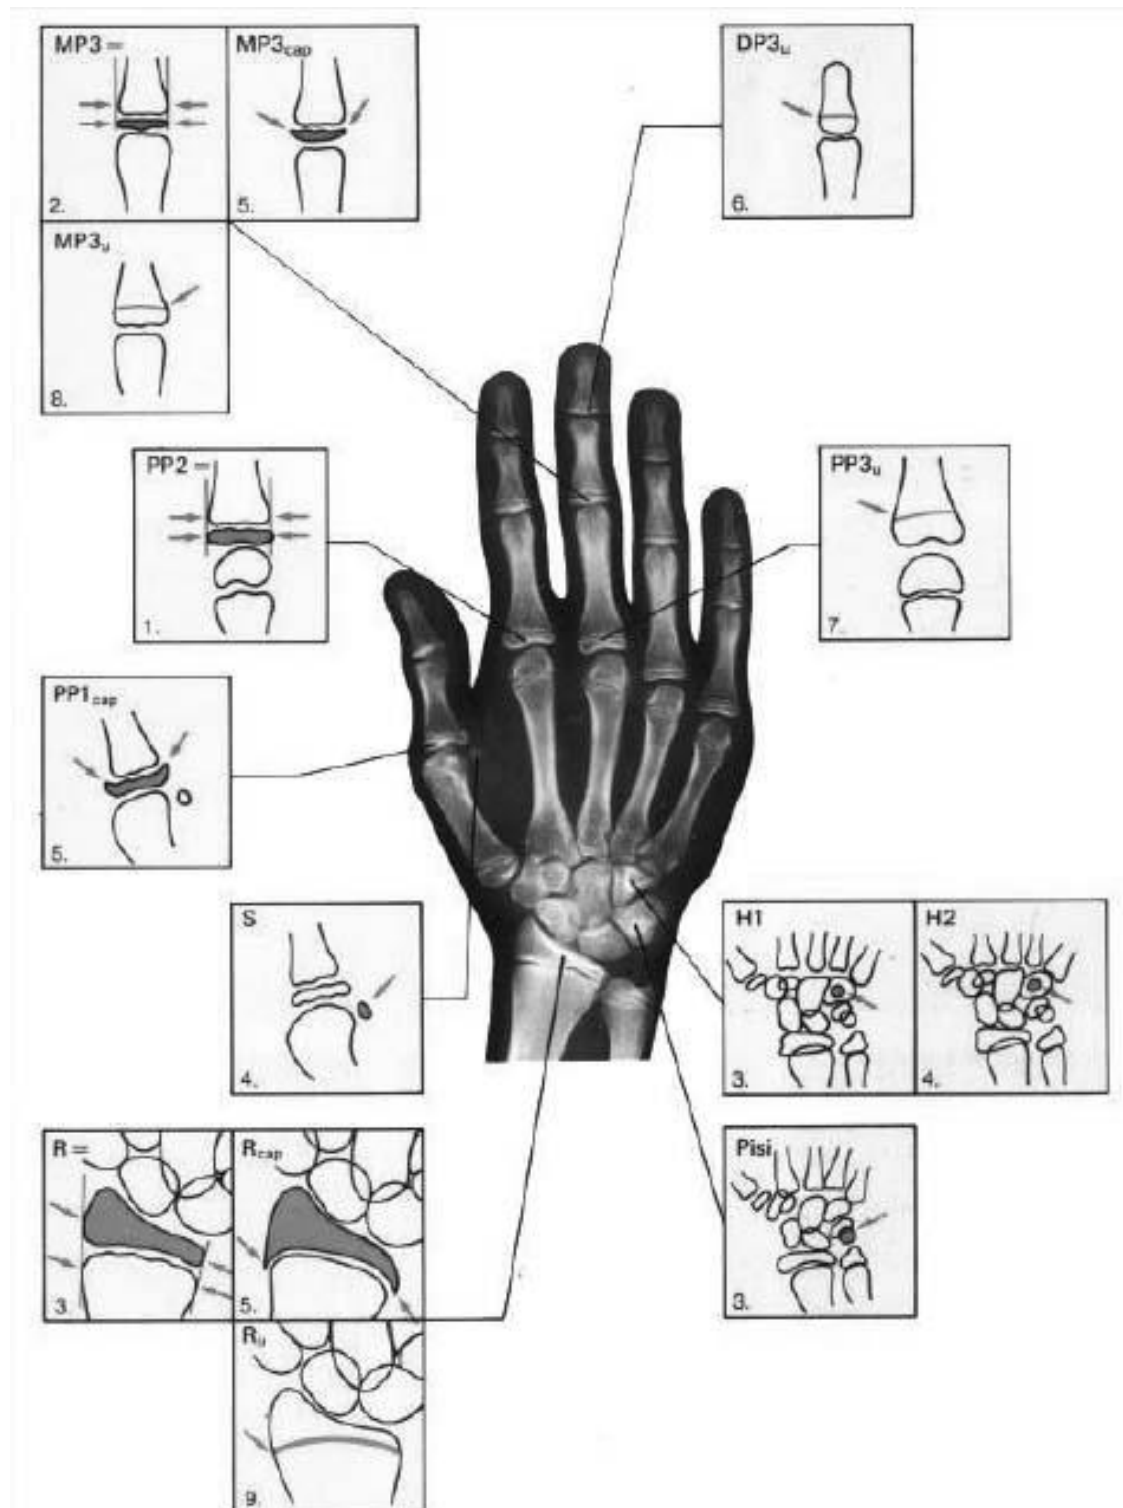 MP3 =
2.
MP3cap
5.
DP3u
6.
MP3u
8.
PP2 =
1.
PP3u
7.
PP1cap
5.
S
4.
H1
3.
H2
4.
R =
3.
Rcap
5.
Pisi
3.
Ru
9.